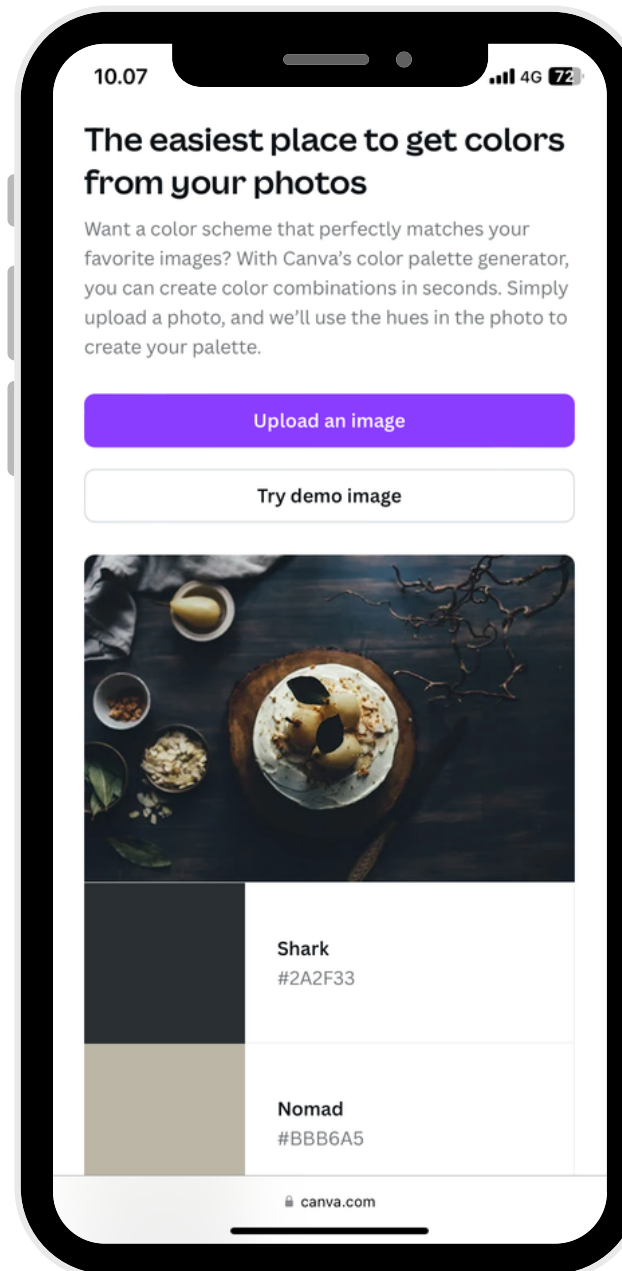 10.07
4G 72
The easiest place to get colors
from your photos
Want a color scheme that perfectly matches your
favorite images? With Canva’s color palette generator,
you can create color combinations in seconds. Simply
upload a photo, and we’ll use the hues in the photo to
create your palette.
Upload an image
Try demo image
Shark
#2A2F33
Nomad
#BBB6A5
canva.com